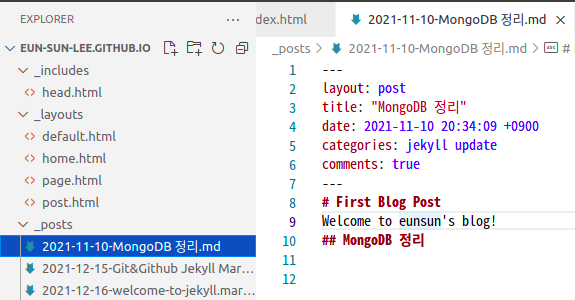 EXPLORER
EUN-SUN-LEE.GITHUB.IO
_includes
<> head.html
_layouts
<> default.html
<> home.html
<> page.html
<> post.html
_posts
2021-11-10-MongoDB 정리.md
2021-12-15-Git&Github Jekyll Mar...
2021-12-16-welcome-to-jekyll.mar...
dex.html
2021-11-10-MongoDB 정리.md
_posts > 2021-11-10-MongoDB 정리.md > abc #
1 ---
2 layout: post
3 title: "MongoDB 정리"
4 date: 2021-11-10 20:34:09 +0900
5 categories: jekyll update
6 comments: true
7 ---
8 # First Blog Post
9 Welcome to eunsun's blog!
10 ## MongoDB 정리
11
12